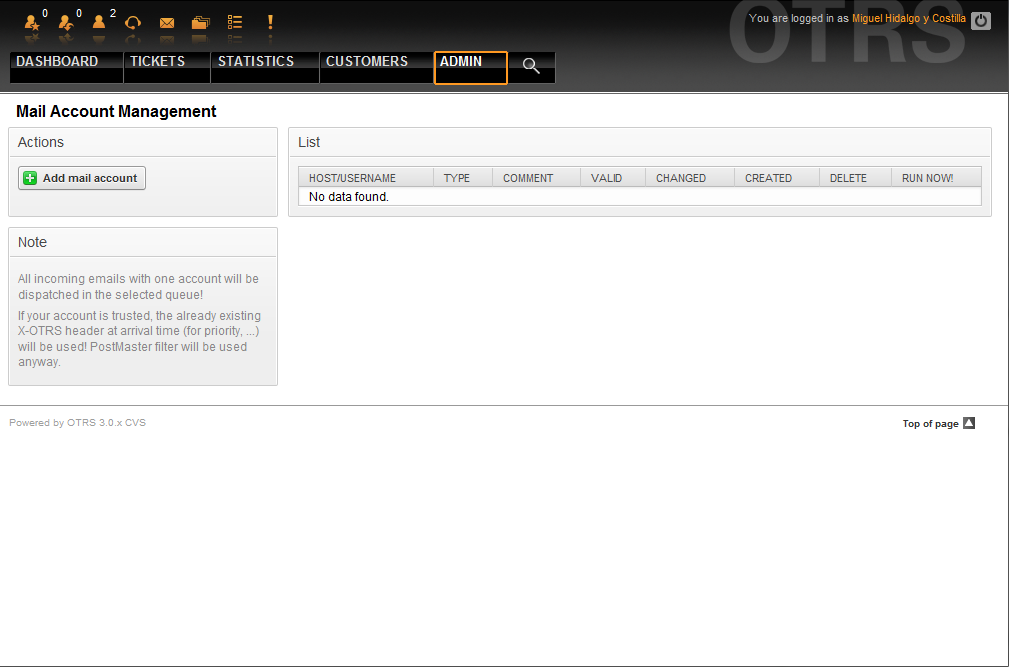 0 0 2
You are logged in as Miguel Hidalgo y Costilla
OTRS
DASHBOARD TICKETS STATISTICS CUSTOMERS ADMIN
Mail Account Management
Actions
Add mail account
List
HOST/USERNAME TYPE COMMENT VALID CHANGED CREATED DELETE RUN NOW!
No data found.
Note
All incoming emails with one account will be
dispatched in the selected queue!
If your account is trusted, the already existing
X-OTRS header at arrival time (for priority, ...)
will be used! PostMaster filter will be used
anyway.
Powered by OTRS 3.0.x CVS
Top of page